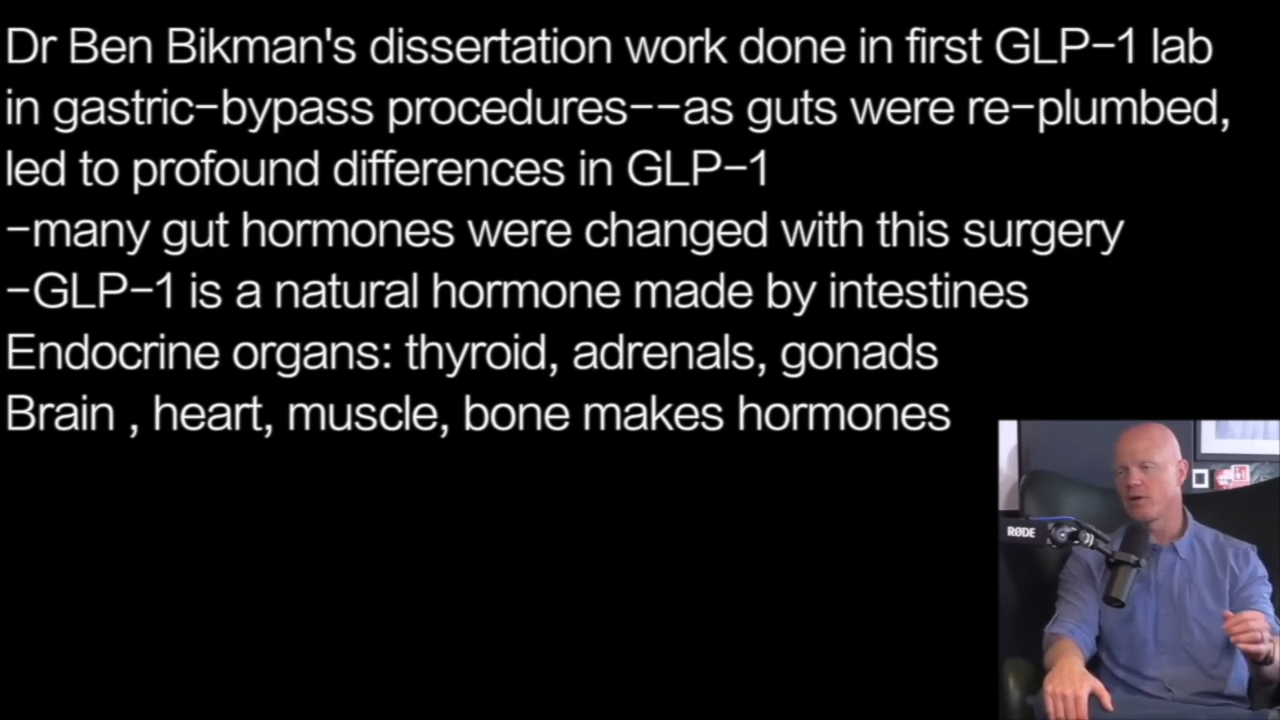 Dr Ben Bikman's dissertation work done in first GLP-1 lab
in gastric-bypass procedures--as guts were re-plumbed,
led to profound differences in GLP-1
-many gut hormones were changed with this surgery
-GLP-1 is a natural hormone made by intestines
Endocrine organs: thyroid, adrenals, gonads
Brain , heart, muscle, bone makes hormones
RØDE